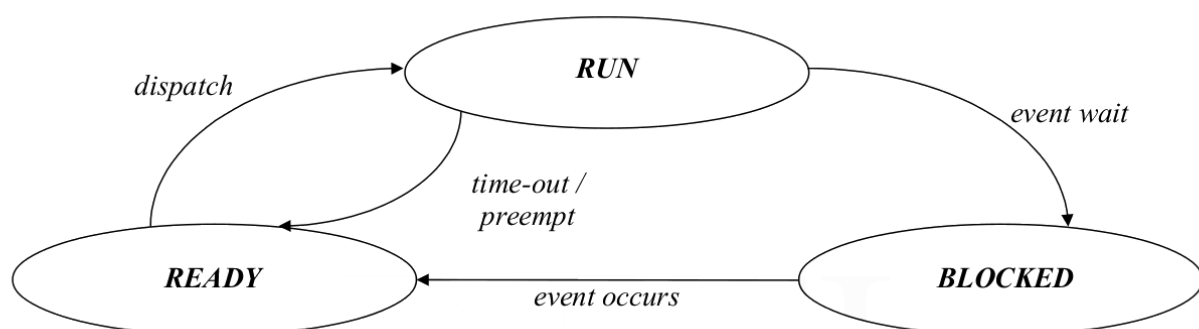 RUN
dispatch
event wait
time-out /
preempt
READY
BLOCKED
event occurs